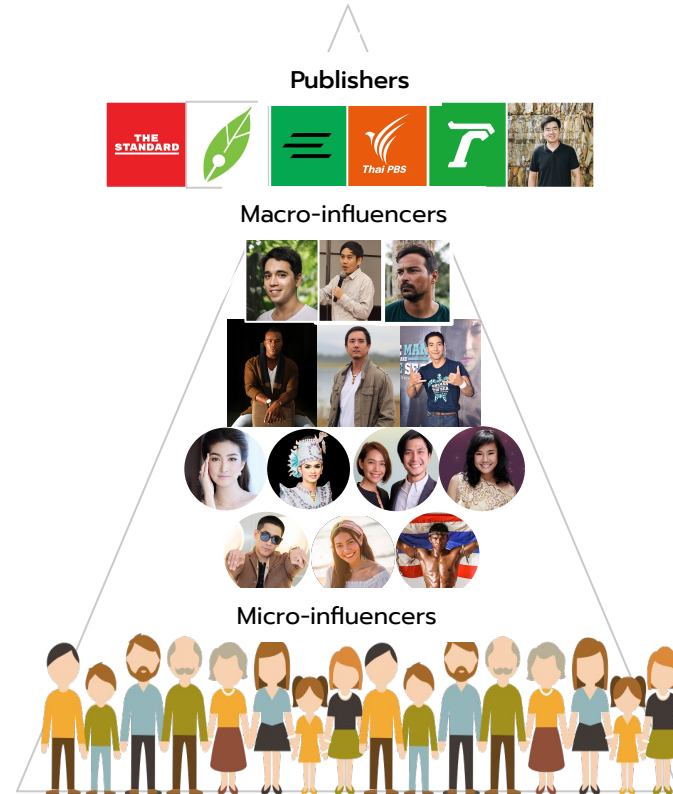 Publishers
THE
STANDARD
Thai PBS
Macro-influencers
Micro-influencers